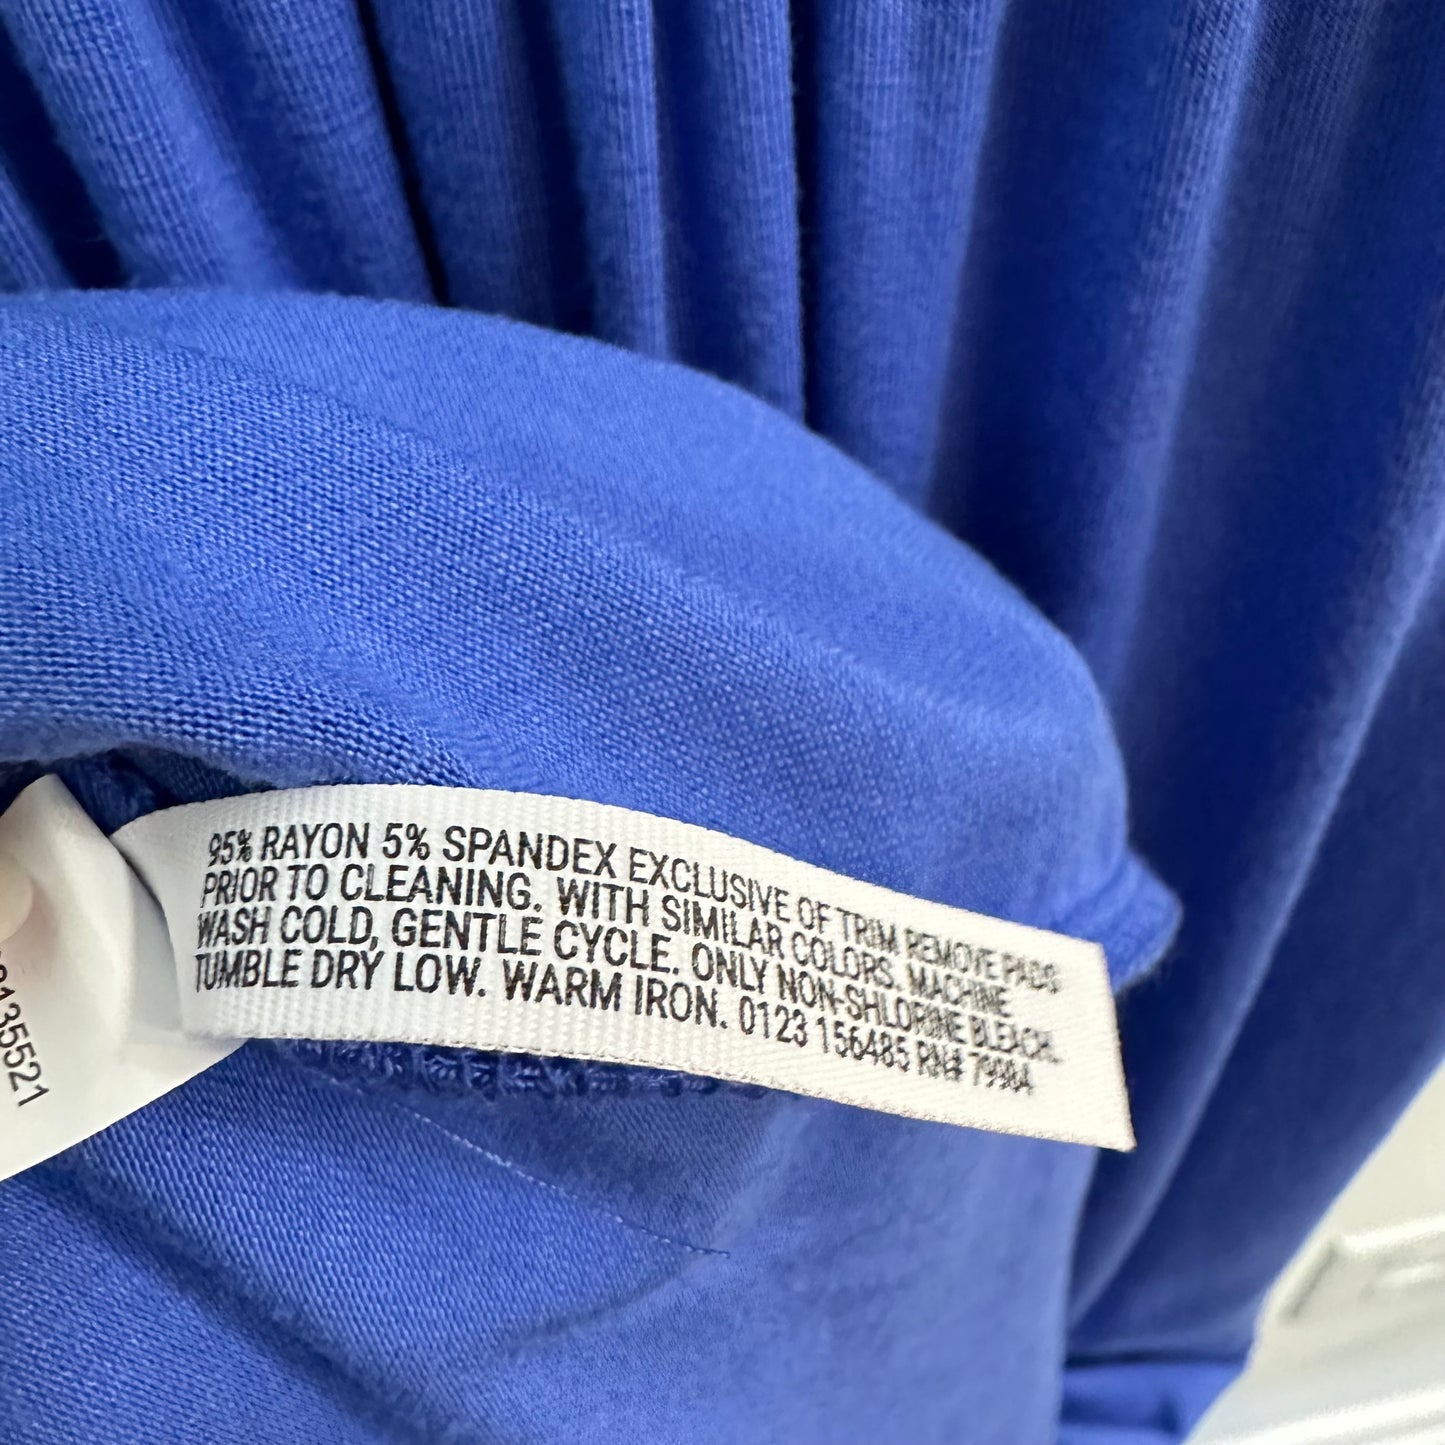 95% RAYON 5% SPANDEX EXCLUSIVE OF TRIM REMOVE PADS
PRIOR TO CLEANING. WITH SIMILAR COLORS. MACHINE
WASH COLD, GENTLE CYCLE. ONLY NON-SHLORINE BLEACH.
TUMBLE DRY LOW. WARM IRON. 0123 156485 RN# 79984